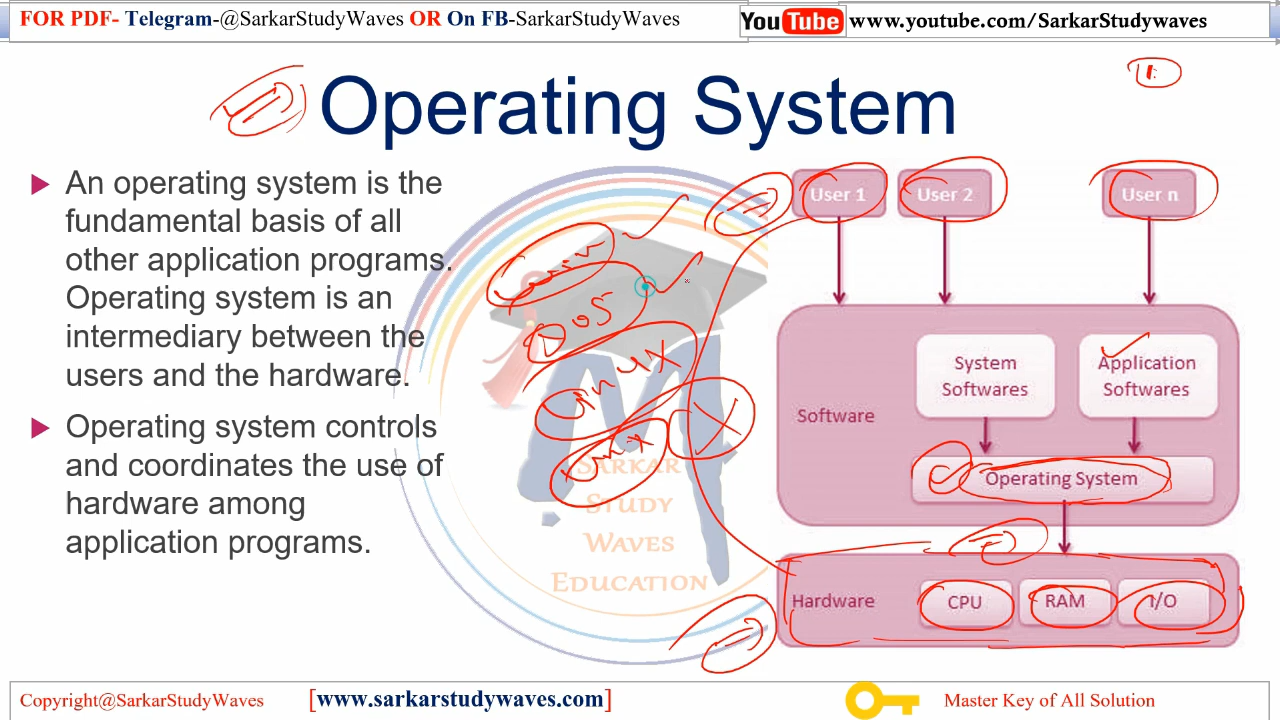 FOR PDF- Telegram-@SarkarStudyWaves OR On FB-SarkarStudyWaves
YouTube www.youtube.com/SarkarStudywaves
Operating System
An operating system is the
fundamental basis of all
other application programs.
Operating system is an
intermediary between the
users and the hardware.
Operating system controls
and coordinates the use of
hardware among
application programs.
DOS
SARKAR
STUDY
WAVES
EDUCATION
User 1 User 2 User n
System
Softwares
Application
Softwares
Software
Operating System
Hardware CPU RAM I/O
Copyright@SarkarStudyWaves [www.sarkarstudywaves.com] Master Key of All Solution